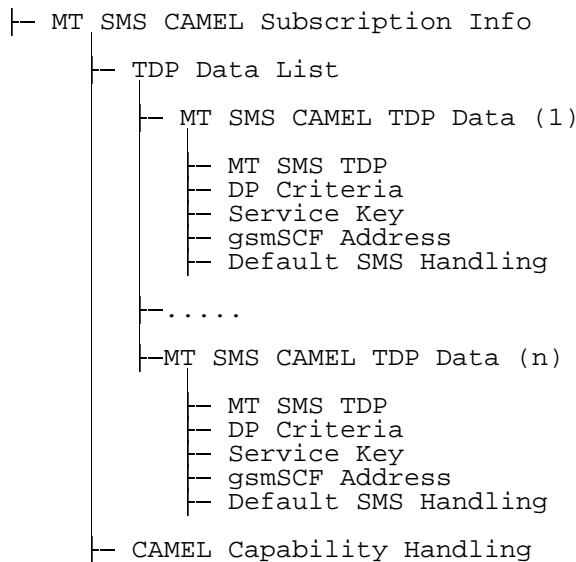 MT SMS CAMEL Subscription Info
TDP Data List
MT SMS CAMEL TDP Data (1)
MT SMS TDP
DP Criteria
Service Key
gsmSCF Address
Default SMS Handling
.....
MT SMS CAMEL TDP Data (n)
MT SMS TDP
DP Criteria
Service Key
gsmSCF Address
Default SMS Handling
CAMEL Capability Handling